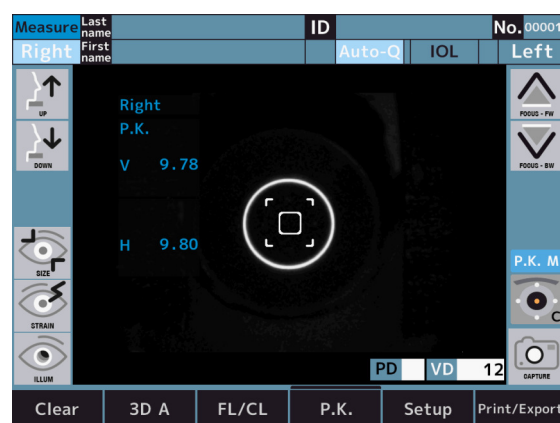 Measure Last name ID No. 00001
Right First name Auto-Q IOL Left
UP
FOCUS - FW
Right
P.K.
DOWN
FOCUS - BW
V 9.78
H 9.80
P.K. M
SIZE
C
STRAIN
ILLUM
PD VD 12
CAPTURE
Clear 3D A FL/CL P.K. Setup Print/Export